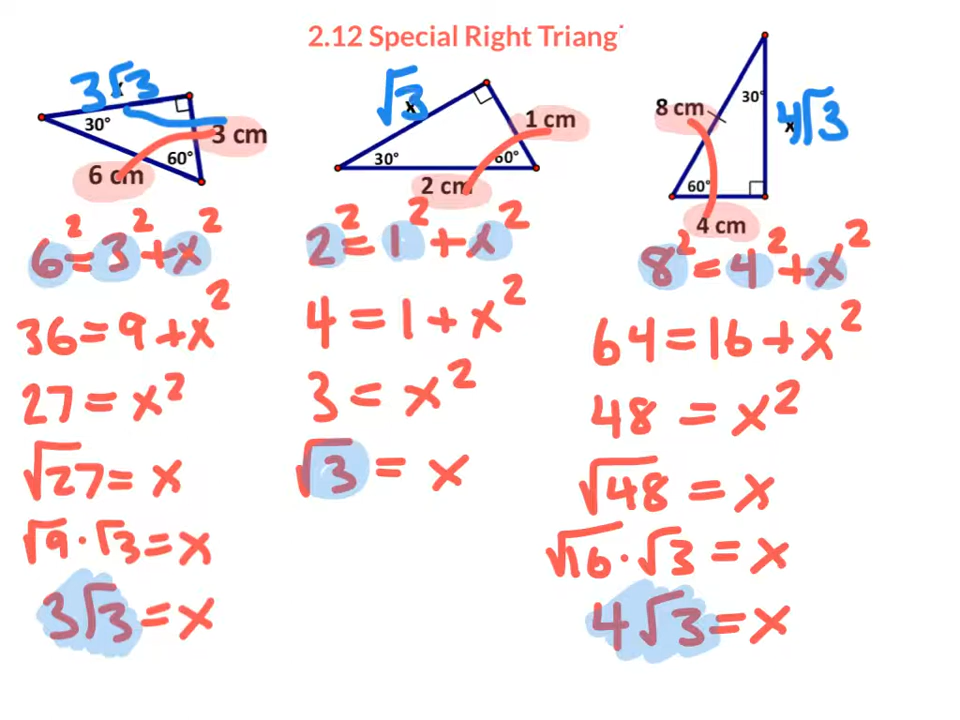 2.12 Special Right Triang
3√3
x
30°
60°
3 cm
6 cm
6² = 3² + x²
36 = 9 + x²
27 = x²
√27 = x
√9 · √3 = x
3√3 = x
√3
x
30°
60°
1 cm
2 cm
2² = 1² + x²
4 = 1 + x²
3 = x²
√3 = x
8 cm
30°
4√3
x
60°
4 cm
8² = 4² + x²
64 = 16 + x²
48 = x²
√48 = x
√16 · √3 = x
4√3 = x